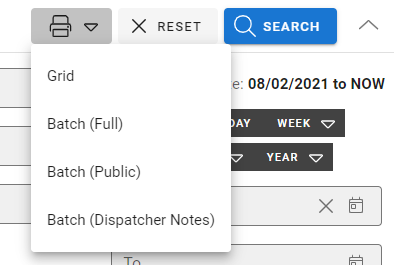 RESET
SEARCH
Grid
e: 08/02/2021 to NOW
Batch (Full)
DAY
WEEK
Batch (Public)
YEAR
Batch (Dispatcher Notes)
To